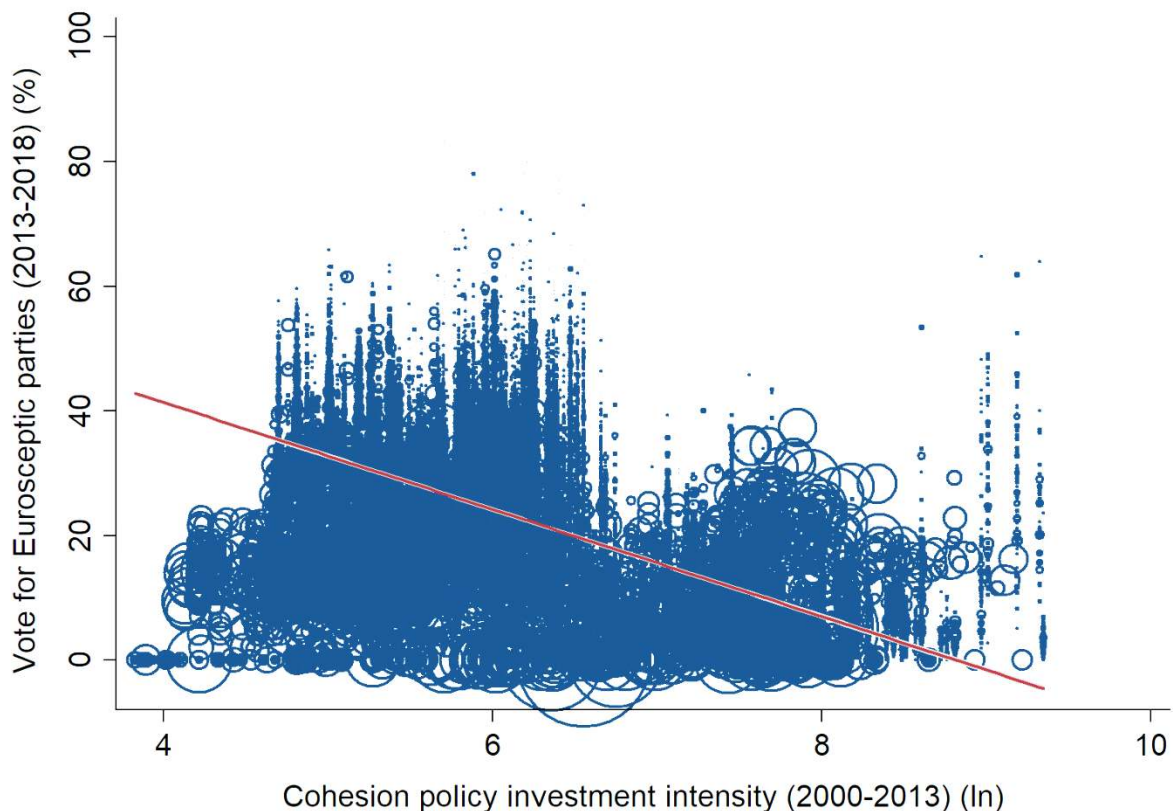 Vote for Eurosceptic parties (2013-2018) (%)
100
80
60
40
20
0
4 6 8 10
Cohesion policy investment intensity (2000-2013) (ln)